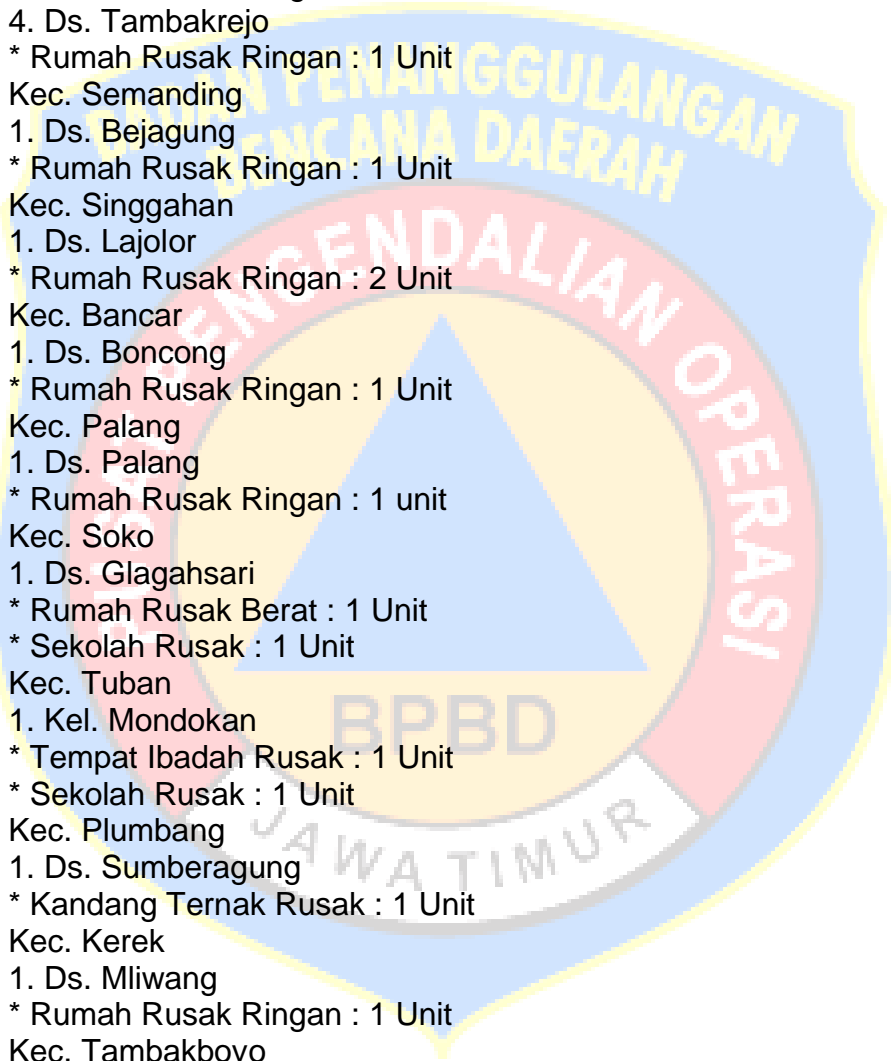 4. Ds. Tambakrejo
* Rumah Rusak Ringan : 1 Unit
Kec. Semanding
1. Ds. Bejagung
* Rumah Rusak Ringan : 1 Unit
Kec. Singgahan
1. Ds. Lajolor
* Rumah Rusak Ringan : 2 Unit
Kec. Bancar
1. Ds. Boncong
* Rumah Rusak Ringan : 1 Unit
Kec. Palang
1. Ds. Palang
* Rumah Rusak Ringan : 1 unit
Kec. Soko
1. Ds. Glagahsari
* Rumah Rusak Berat : 1 Unit
* Sekolah Rusak : 1 Unit
Kec. Tuban
1. Kel. Mondokan
* Tempat Ibadah Rusak : 1 Unit
* Sekolah Rusak : 1 Unit
Kec. Plumbang
1. Ds. Sumberagung
* Kandang Ternak Rusak : 1 Unit
Kec. Kerek
1. Ds. Mliwang
* Rumah Rusak Ringan : 1 Unit
Kec. Tambakboyo
BADAN PENANGGULANGAN
BENCANA DAERAH
PUSAT PENGENDALIAN OPERASI
BPBD
JAWA TIMUR